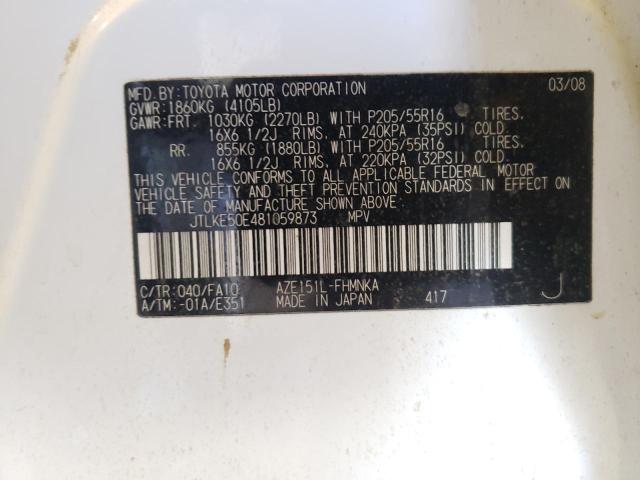 MFD.BY:TOYOTA MOTOR CORPORATION 03/08
GVWR:1860KG (4105LB)
GAWR:FRT. 1030KG (2270LB) WITH P205/55R16 TIRES.
16X6 1/2J RIMS. AT 240KPA (35PSI) COLD.
RR. 855KG (1880LB) WITH P205/55R16 TIRES.
16X6 1/2J RIMS. AT 220KPA (32PSI) COLD.
THIS VEHICLE CONFORMS TO ALL APPLICABLE FEDERAL MOTOR
VEHICLE SAFETY AND THEFT PREVENTION STANDARDS IN EFFECT ON
THE DATE OF MANUFACTURE SHOWN ABOVE.
JTLKE50E481059873 MPV
C/TR:040/FA10 AZE151L-FHMNKA
A/TM:-01A/E351 MADE IN JAPAN 417 J